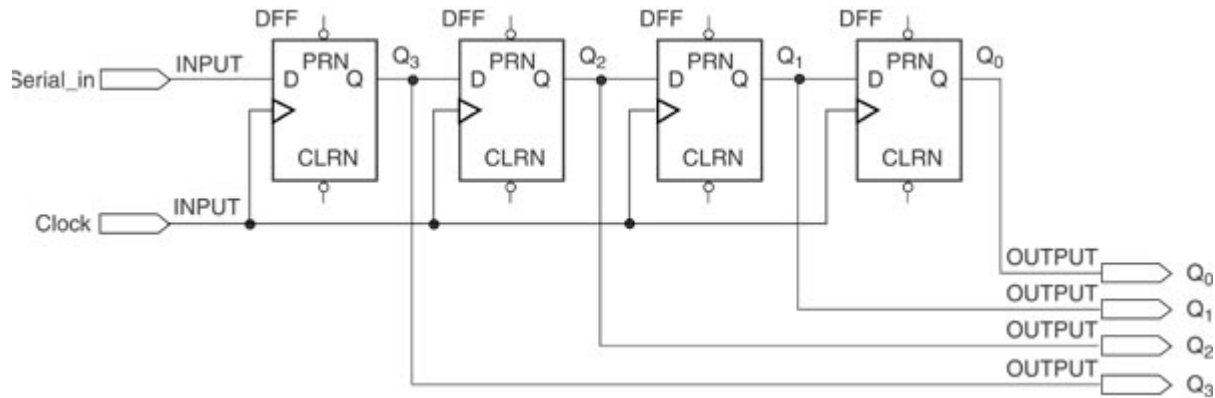 DFF DFF DFF DFF
INPUT PRN Q3 PRN Q2 PRN Q1 PRN Q0
Serial_in D Q D Q D Q D Q
CLRN CLRN CLRN CLRN
INPUT
Clock
OUTPUT Q0
OUTPUT Q1
OUTPUT Q2
OUTPUT Q3